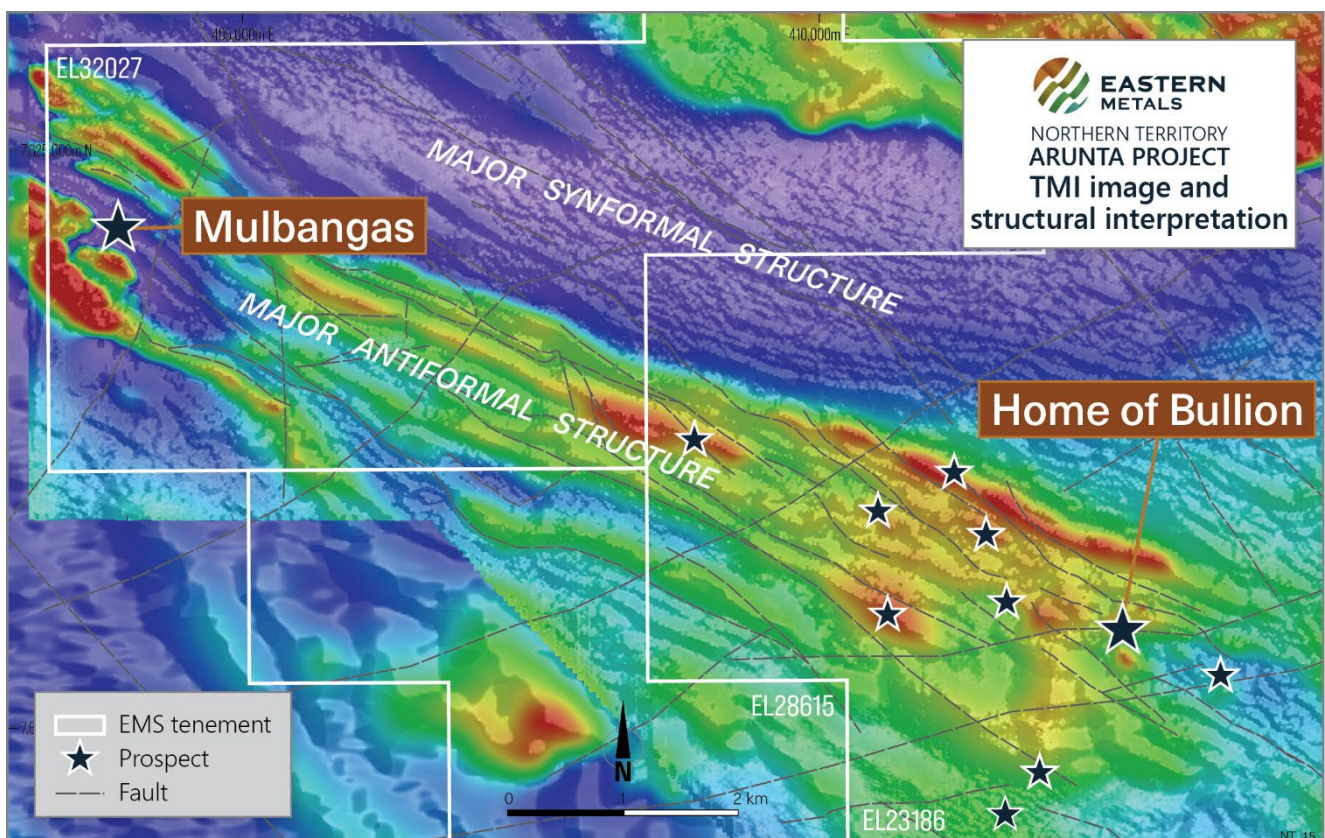 405,000m E
410,000m E
EL32027
7,625,000m N
EASTERN
METALS
NORTHERN TERRITORY
ARUNTA PROJECT
TMI image and
structural interpretation
MAJOR SYNFORMAL STRUCTURE
Mulbangas
MAJOR ANTIFORMAL STRUCTURE
Home of Bullion
EL28615
EMS tenement
Prospect
Fault
N
0 1 2 km
EL23186
NT_15